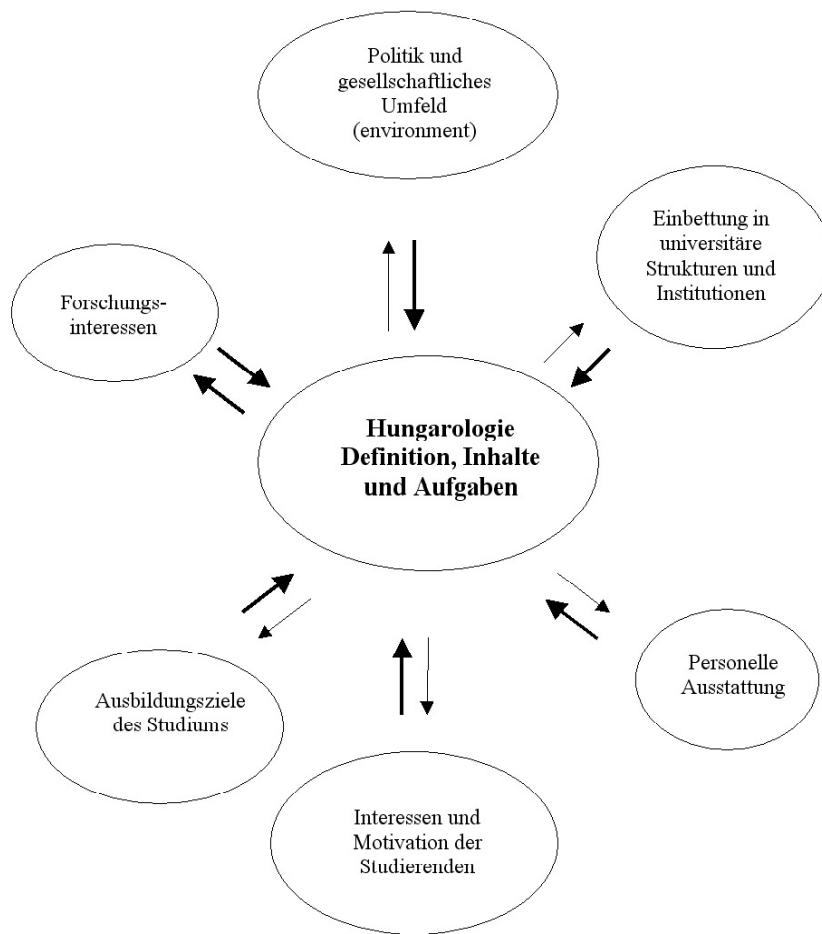 Politik und
gesellschaftliches
Umfeld
(environment)
Einbettung in
universitäre
Strukturen und
Institutionen
Forschungs-
interessen
Hungarologie
Definition, Inhalte
und Aufgaben
Personelle
Ausstattung
Ausbildungsziele
des Studiums
Interessen und
Motivation der
Studierenden